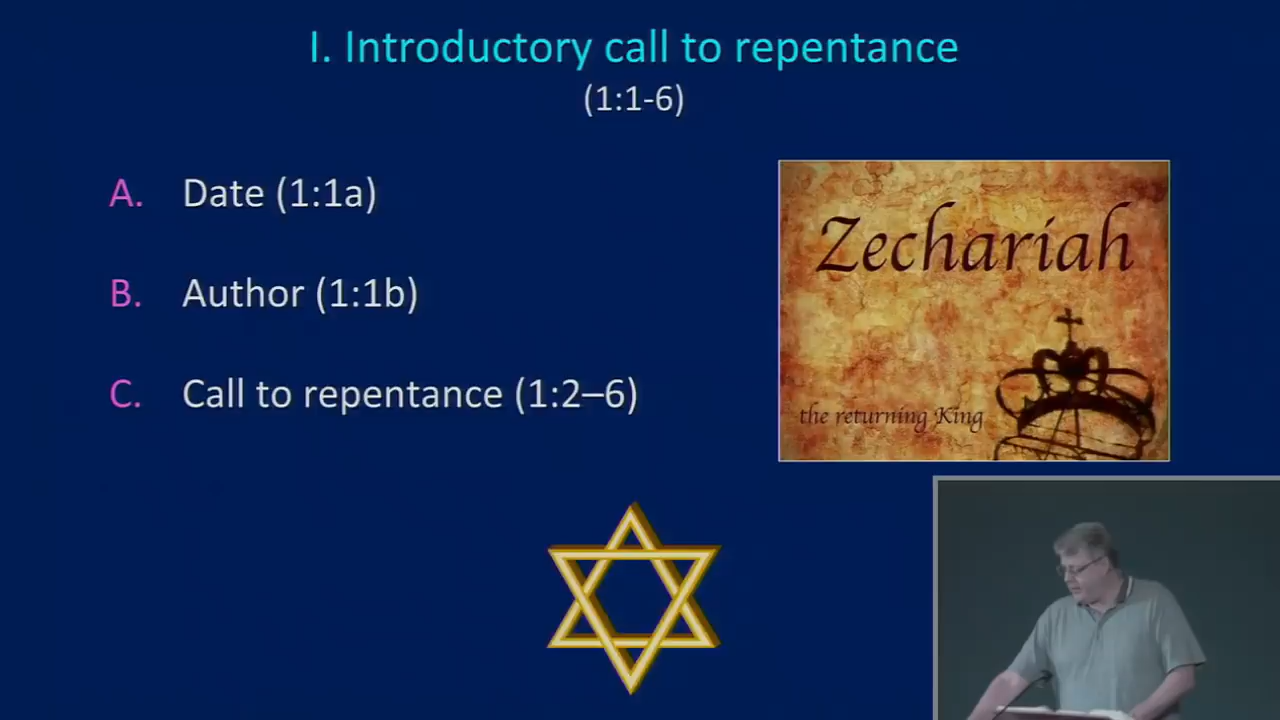 I. Introductory call to repentance
(1:1-6)
A. Date (1:1a)
B. Author (1:1b)
C. Call to repentance (1:2–6)
Zechariah
the returning King